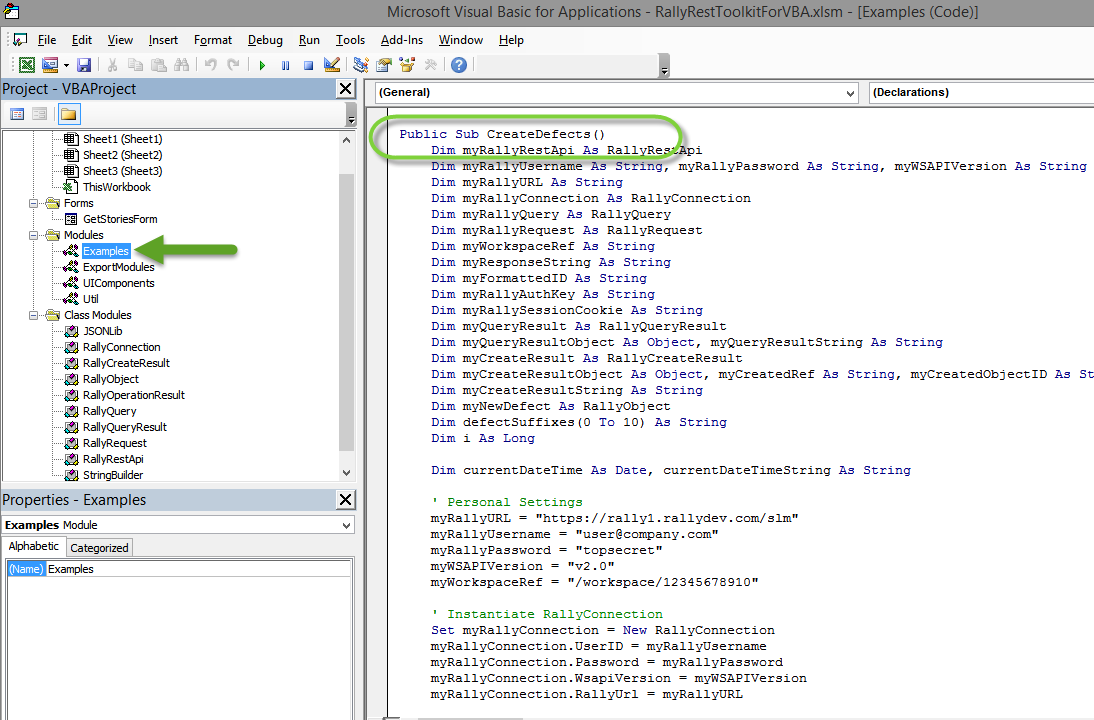 Microsoft Visual Basic for Applications - RallyRestToolkitForVBA.xlsm - [Examples (Code)]
File Edit View Insert Format Debug Run Tools Add-Ins Window Help
Project - VBAProject
Sheet1 (Sheet1)
Sheet2 (Sheet2)
Sheet3 (Sheet3)
ThisWorkbook
Forms
GetStoriesForm
Modules
Examples
ExportModules
UIComponents
Util
Class Modules
JSONLib
RallyConnection
RallyCreateResult
RallyObject
RallyOperationResult
RallyQuery
RallyQueryResult
RallyRequest
RallyRestApi
StringBuilder
Properties - Examples
Examples Module
Alphabetic Categorized
(Name) Examples
(General) (Declarations)
Public Sub CreateDefects()
Dim myRallyRestApi As RallyRestApi
Dim myRallyUsername As String, myRallyPassword As String, myWSAPIVersion As String
Dim myRallyURL As String
Dim myRallyConnection As RallyConnection
Dim myRallyQuery As RallyQuery
Dim myRallyRequest As RallyRequest
Dim myWorkspaceRef As String
Dim myResponseString As String
Dim myFormattedID As String
Dim myRallyAuthKey As String
Dim myRallySessionCookie As String
Dim myQueryResult As RallyQueryResult
Dim myQueryResultObject As Object, myQueryResultString As String
Dim myCreateResult As RallyCreateResult
Dim myCreateResultObject As Object, myCreatedRef As String, myCreatedObjectID As St
Dim myCreateResultString As String
Dim myNewDefect As RallyObject
Dim defectSuffixes(0 To 10) As String
Dim i As Long
Dim currentDateTime As Date, currentDateTimeString As String
' Personal Settings
myRallyURL = "https://rally1.rallydev.com/slm"
myRallyUsername = "user@company.com"
myRallyPassword = "topsecret"
myWSAPIVersion = "v2.0"
myWorkspaceRef = "/workspace/12345678910"
' Instantiate RallyConnection
Set myRallyConnection = New RallyConnection
myRallyConnection.UserID = myRallyUsername
myRallyConnection.Password = myRallyPassword
myRallyConnection.WsapiVersion = myWSAPIVersion
myRallyConnection.RallyUrl = myRallyURL